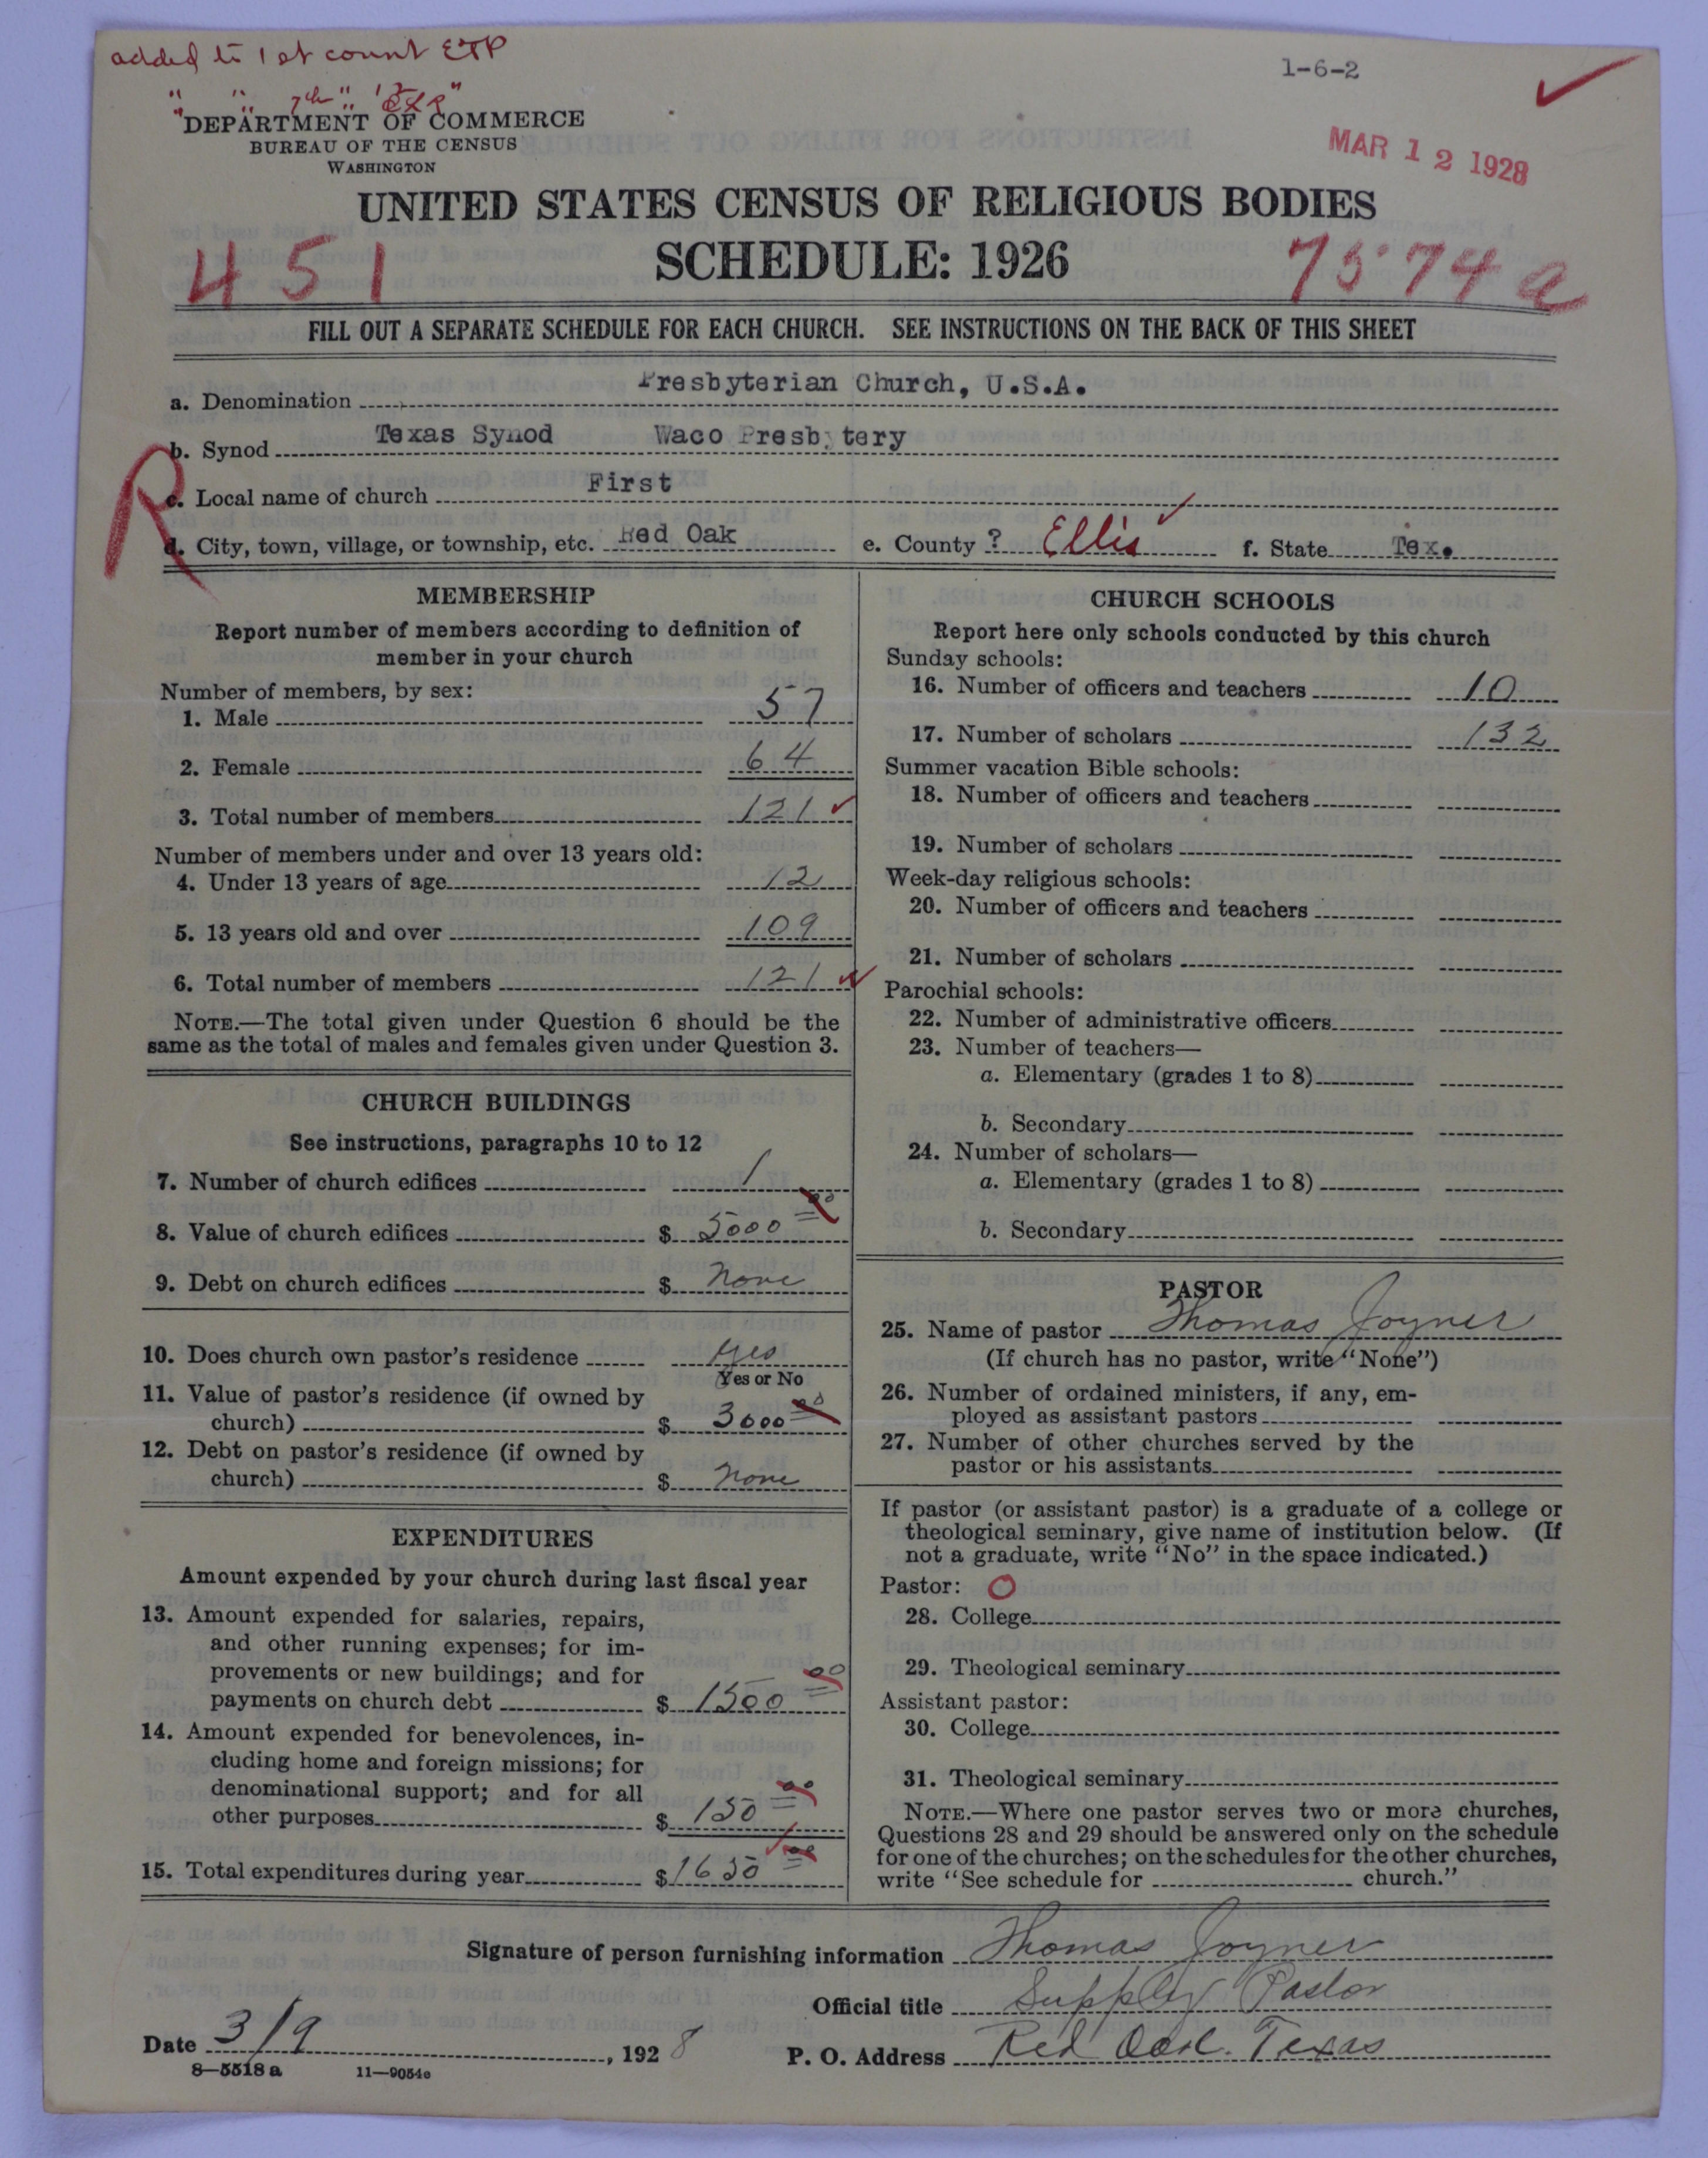 added to 1st count ETP
1-6-2
" " 7th " "
DEPARTMENT OF COMMERCE
BUREAU OF THE CENSUS
WASHINGTON
MAR 12 1928
UNITED STATES CENSUS OF RELIGIOUS BODIES
SCHEDULE: 1926
451
7574a
FILL OUT A SEPARATE SCHEDULE FOR EACH CHURCH. SEE INSTRUCTIONS ON THE BACK OF THIS SHEET
a. Denomination Presbyterian Church, U.S.A.
b. Synod Texas Synod Waco Presbytery
R
c. Local name of church First
d. City, town, village, or township, etc. Red Oak e. County ? Ellis f. State Tex.
MEMBERSHIP
Report number of members according to definition of
member in your church
Number of members, by sex:
1. Male 57
2. Female 64
3. Total number of members 121
Number of members under and over 13 years old:
4. Under 13 years of age 12
5. 13 years old and over 109
6. Total number of members 121
NOTE.—The total given under Question 6 should be the
same as the total of males and females given under Question 3.
CHURCH BUILDINGS
See instructions, paragraphs 10 to 12
7. Number of church edifices 1
8. Value of church edifices $ 5000 00
9. Debt on church edifices $ None
10. Does church own pastor's residence yes
Yes or No
11. Value of pastor's residence (if owned by
church) $ 3000 00
12. Debt on pastor's residence (if owned by
church) $ None
EXPENDITURES
Amount expended by your church during last fiscal year
13. Amount expended for salaries, repairs,
and other running expenses; for im-
provements or new buildings; and for
payments on church debt $ 1500 00
14. Amount expended for benevolences, in-
cluding home and foreign missions; for
denominational support; and for all
other purposes $ 150 00
15. Total expenditures during year $ 1650 00
CHURCH SCHOOLS
Report here only schools conducted by this church
Sunday schools:
16. Number of officers and teachers 10
17. Number of scholars 132
Summer vacation Bible schools:
18. Number of officers and teachers
19. Number of scholars
Week-day religious schools:
20. Number of officers and teachers
21. Number of scholars
Parochial schools:
22. Number of administrative officers
23. Number of teachers—
a. Elementary (grades 1 to 8)
b. Secondary
24. Number of scholars—
a. Elementary (grades 1 to 8)
b. Secondary
PASTOR
25. Name of pastor Thomas Joyner
(If church has no pastor, write "None")
26. Number of ordained ministers, if any, em-
ployed as assistant pastors
27. Number of other churches served by the
pastor or his assistants
If pastor (or assistant pastor) is a graduate of a college or
theological seminary, give name of institution below. (If
not a graduate, write "No" in the space indicated.)
Pastor: O
28. College
29. Theological seminary
Assistant pastor:
30. College
31. Theological seminary
NOTE.—Where one pastor serves two or more churches,
Questions 28 and 29 should be answered only on the schedule
for one of the churches; on the schedules for the other churches,
write "See schedule for church."
Signature of person furnishing information Thomas Joyner
Official title Supply Pastor
Date 3/9, 1928 P. O. Address Red Oak. Texas
8—5518 a 11—9054e